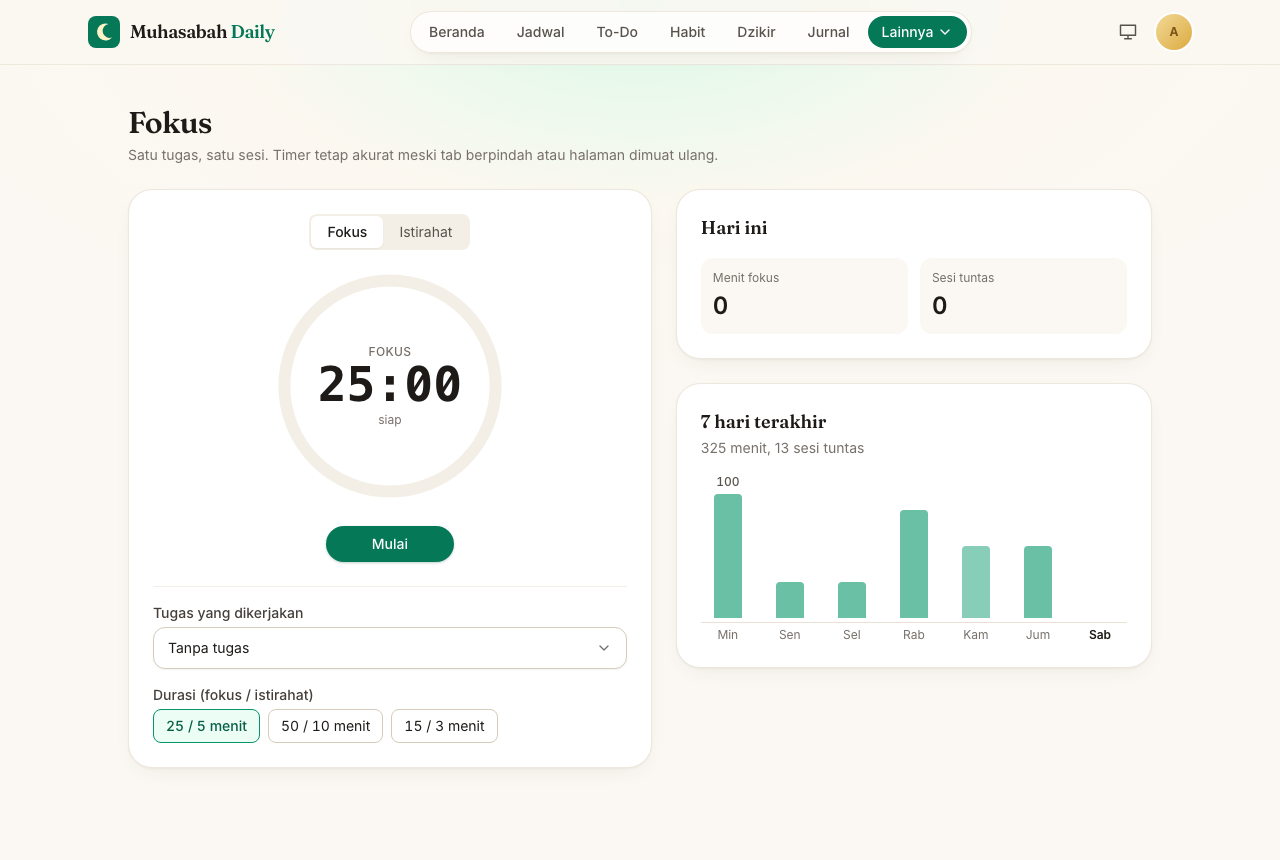 Muhasabah Daily
Beranda
Jadwal
To-Do
Habit
Dzikir
Jurnal
Lainnya
A
Fokus
Satu tugas, satu sesi. Timer tetap akurat meski tab berpindah atau halaman dimuat ulang.
Fokus
Istirahat
FOKUS
25:00
siap
Mulai
Tugas yang dikerjakan
Tanpa tugas
Durasi (fokus / istirahat)
25 / 5 menit
50 / 10 menit
15 / 3 menit
Hari ini
Menit fokus
0
Sesi tuntas
0
7 hari terakhir
325 menit, 13 sesi tuntas
100
Min
Sen
Sel
Rab
Kam
Jum
Sab